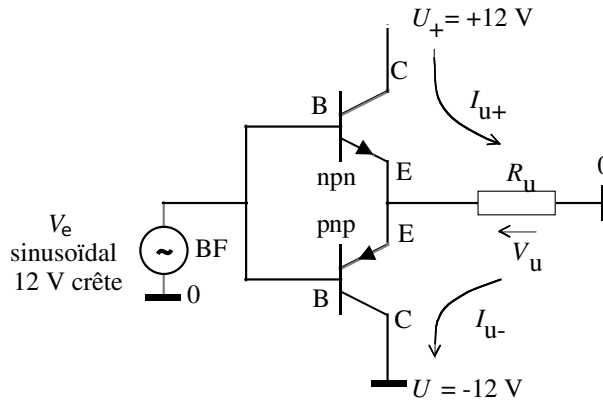 U+ = +12 V
C
B
Iu+
npn
E
Ru
0
Ve
sinusoïdal
12 V crête
~
BF
pnp
E
Vu
0
B
C
Iu-
U = -12 V